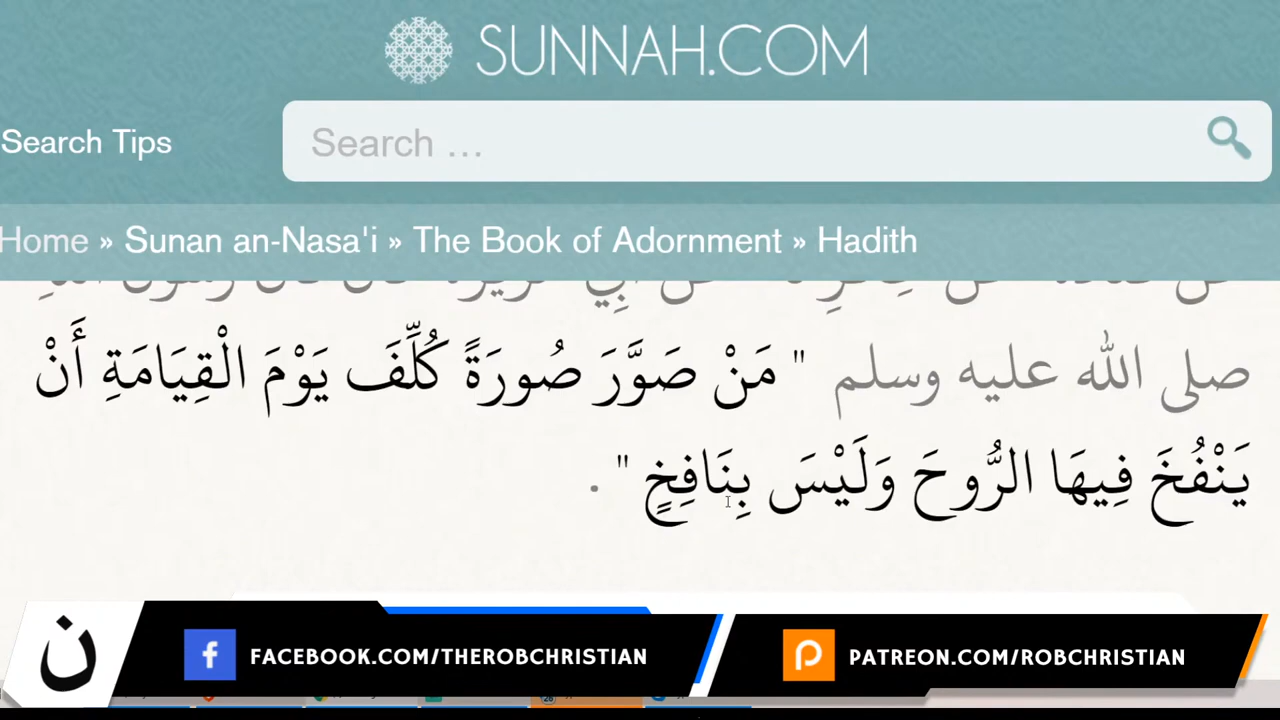 SUNNAH.COM
Search Tips
Search ...
Home » Sunan an-Nasa'i » The Book of Adornment » Hadith
صلى الله عليه وسلم " مَنْ صَوَّرَ صُورَةً كُلِّفَ يَوْمَ الْقِيَامَةِ أَنْ
يَنْفُخَ فِيهَا الرُّوحَ وَلَيْسَ بِنَافِخٍ " .
ن
f FACEBOOK.COM/THEROBCHRISTIAN
PATREON.COM/ROBCHRISTIAN